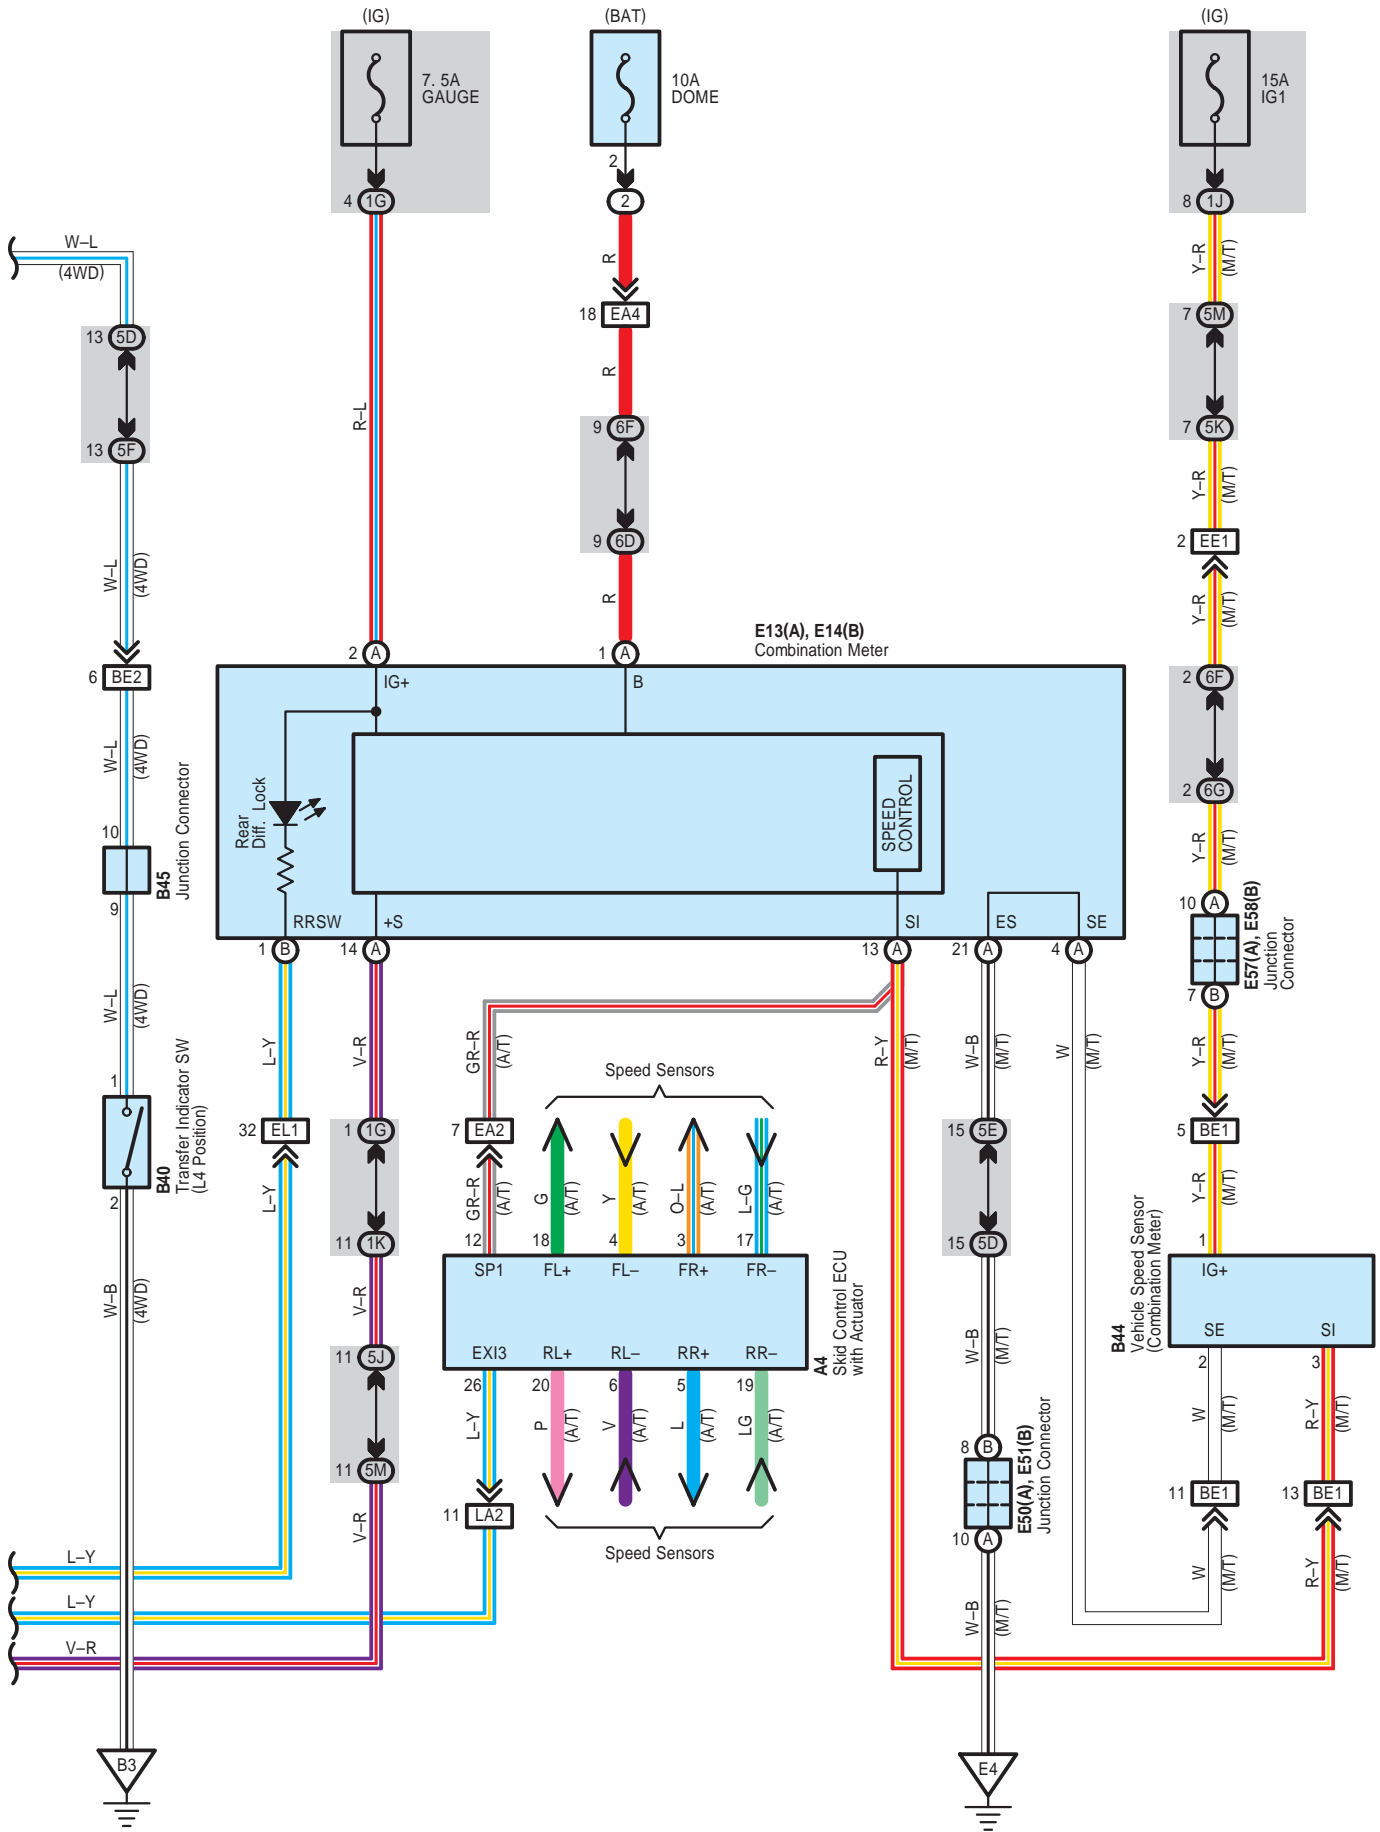 (IG)
(BAT)
(IG)
7. 5A
GAUGE
10A
DOME
15A
IG1
2
4 1G
2
8 1J
W–L
(4WD)
R
Y–R
(M/T)
18 EA4
7 5M
13 5D
R
R–L
9 6F
7 5K
13 5F
Y–R
(M/T)
9 6D
2 EE1
W–L
(4WD)
R
Y–R
(M/T)
E13(A), E14(B)
Combination Meter
2 A
1 A
6 BE2
IG+
B
2 6F
W–L
(4WD)
Rear
Diff. Lock
SPEED
CONTROL
2 6G
10
B45
Junction Connector
9
Y–R
(M/T)
10 A
E57(A), E58(B)
Junction
Connector
7 B
RRSW
+S
SI
ES
SE
1 B
14 A
13 A
21 A
4 A
W–L
(4WD)
L–Y
V–R
GR–R
(A/T)
Speed Sensors
R–Y
(M/T)
W–B
(M/T)
W
(M/T)
Y–R
(M/T)
1
B40
Transfer Indicator SW
(L4 Position)
2
32 EL1
1 1G
7 EA2
15 5E
5 BE1
L–Y
GR–R
(A/T)
G
(A/T)
Y
(A/T)
O–L
(A/T)
L–G
(A/T)
Y–R
(M/T)
11 1K
12
18
4
3
17
15 5D
1
SP1
FL+
FL–
FR+
FR–
IG+
W–B
(4WD)
V–R
A4
Skid Control ECU
with Actuator
W–B
(M/T)
B44
Vehicle Speed Sensor
(Combination Meter)
SE
SI
11 5J
EXI3
RL+
RL–
RR+
RR–
26
20
6
5
19
2
3
L–Y
P
(A/T)
V
(A/T)
L
(A/T)
LG
(A/T)
W
(M/T)
R–Y
(M/T)
8 B
E50(A), E51(B)
Junction Connector
10 A
11 5M
11 LA2
11 BE1
13 BE1
V–R
Speed Sensors
L–Y
W
(M/T)
R–Y
(M/T)
L–Y
W–B
(M/T)
V–R
B3
E4